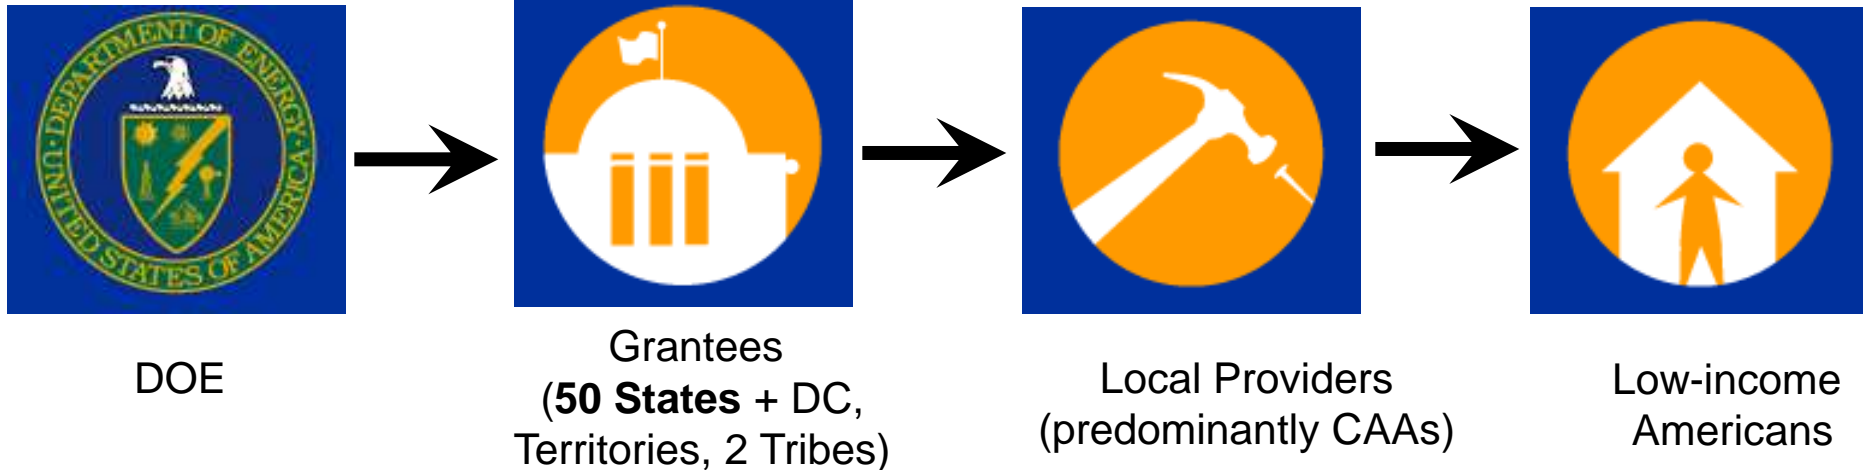 DEPARTMENT OF ENERGY
UNITED STATES OF AMERICA
DOE
Grantees
(50 States + DC,
Territories, 2 Tribes)
Local Providers
(predominantly CAAs)
Low-income
Americans